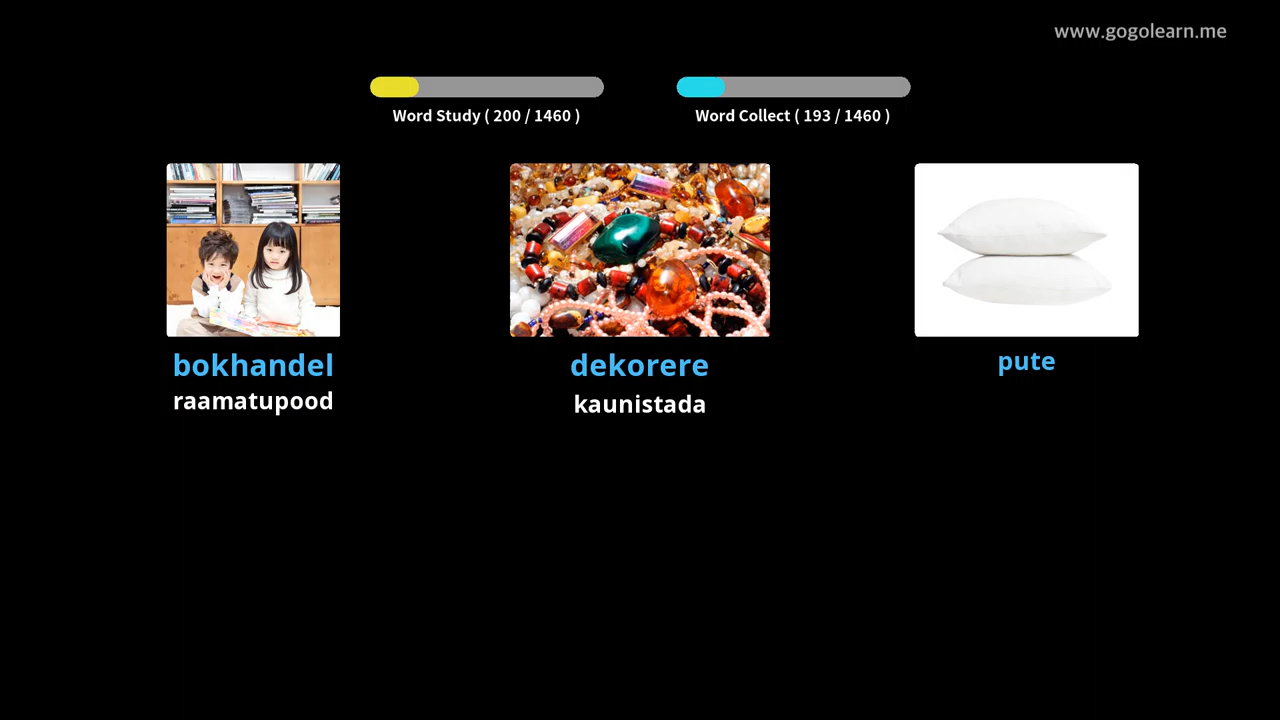 www.gogolearn.me
Word Study ( 200 / 1460 )
Word Collect ( 193 / 1460 )
bokhandel
raamatupood
dekorere
kaunistada
pute